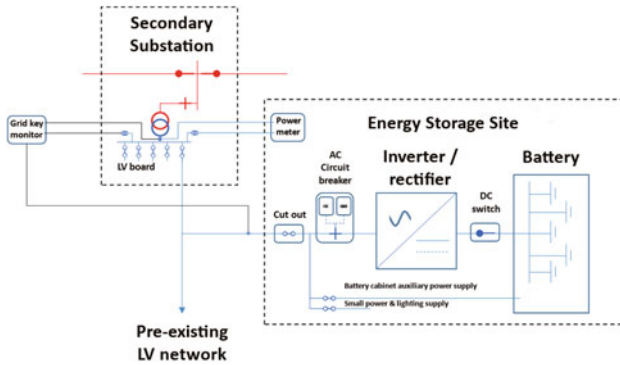 Secondary
Substation
Grid key
monitor
Power
meter
LV board
Energy Storage Site
AC
Circuit
breaker
Inverter /
rectifier
Battery
DC
switch
Cut out
Battery cabinet auxiliary power supply
Small power & lighting supply
Pre-existing
LV network